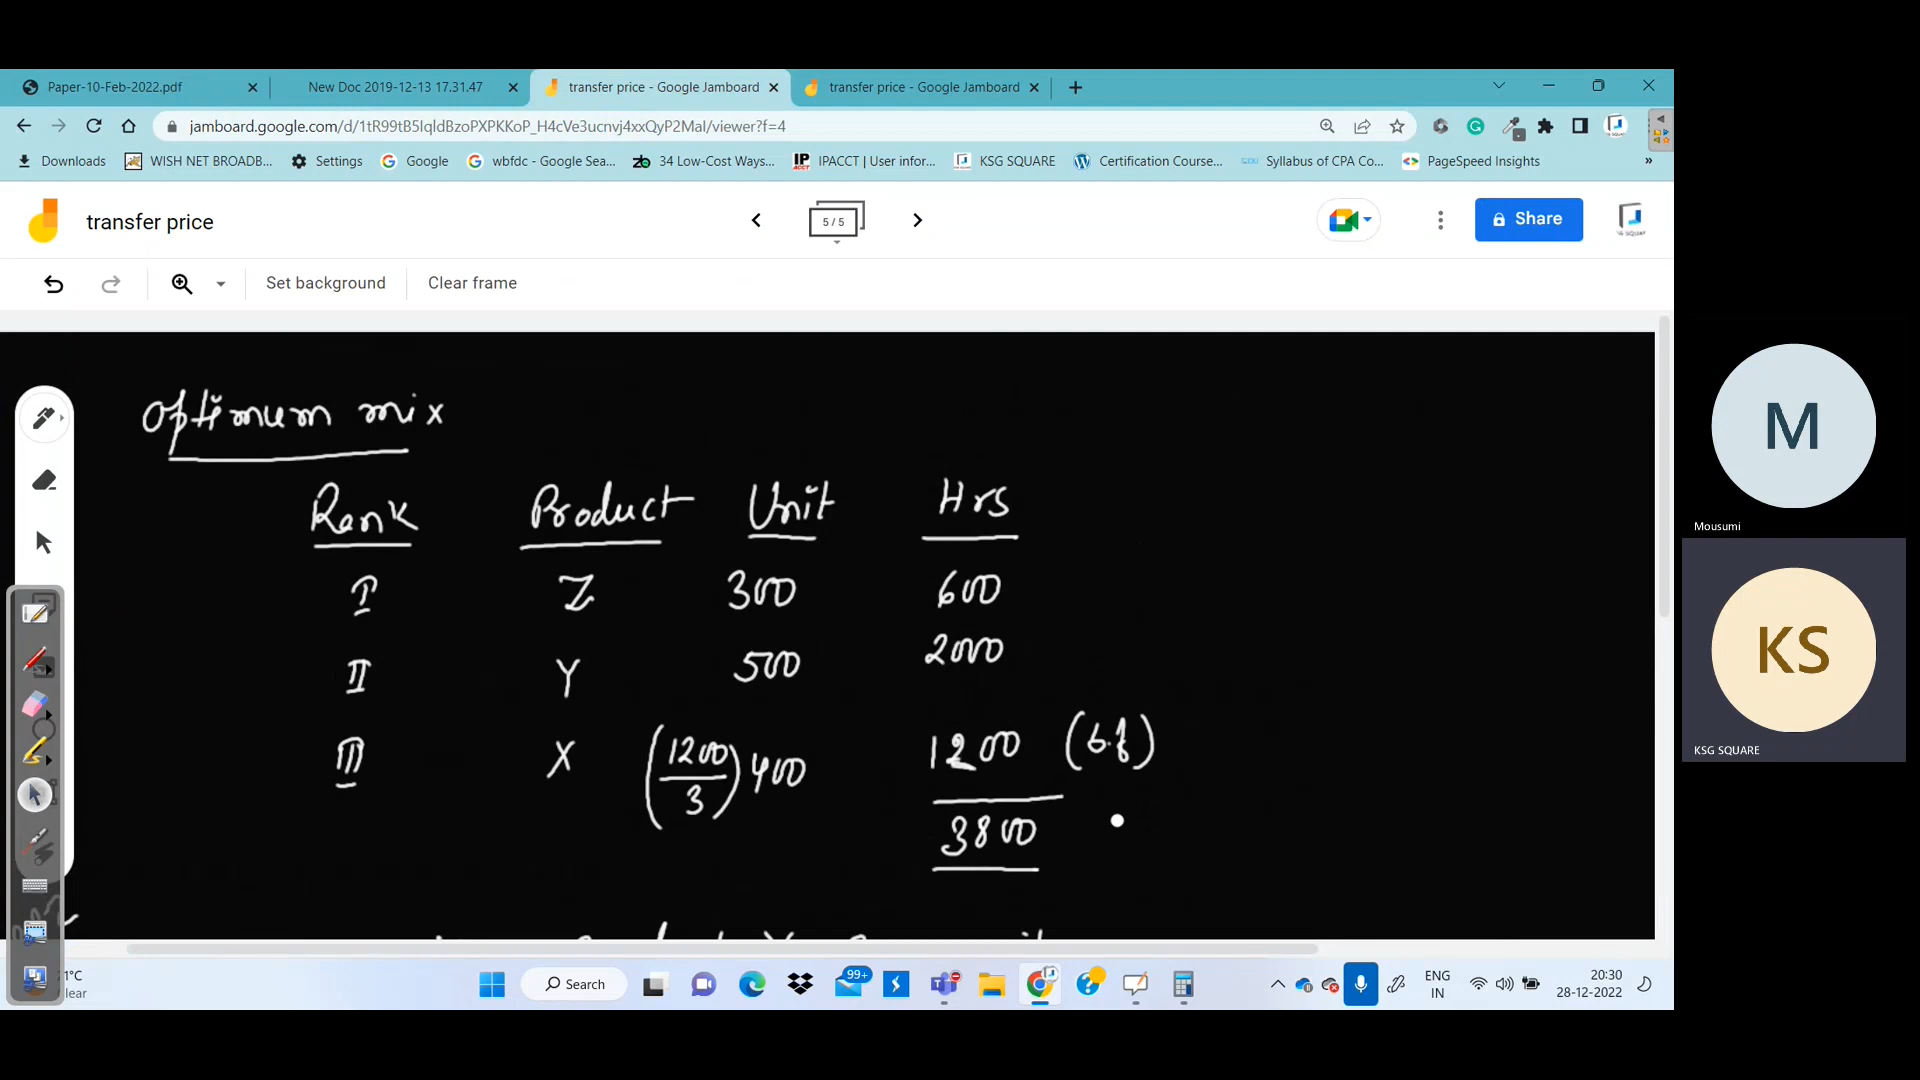 Paper-10-Feb-2022.pdf
New Doc 2019-12-13 17.31.47
transfer price - Google Jamboard
transfer price - Google Jamboard
jamboard.google.com/d/1tR99tB5IqldBzoPXPKKoP_H4cVe3ucnvj4xxQyP2MaI/viewer?f=4
Downloads WISH NET BROADB... Settings Google wbfdc - Google Sea... 34 Low-Cost Ways... IPACCT | User infor... KSG SQUARE Certification Course... Syllabus of CPA Co... PageSpeed Insights »
transfer price
5 / 5
Share
Set background Clear frame
Optimum mix
Rank Product Unit Hrs
I Z 300 600
II Y 500 2000
III X (1200/3) 400 1200 (b.f)
3800
M
Mousumi
KS
KSG SQUARE
Search
99+
ENG
IN
20:30
28-12-2022